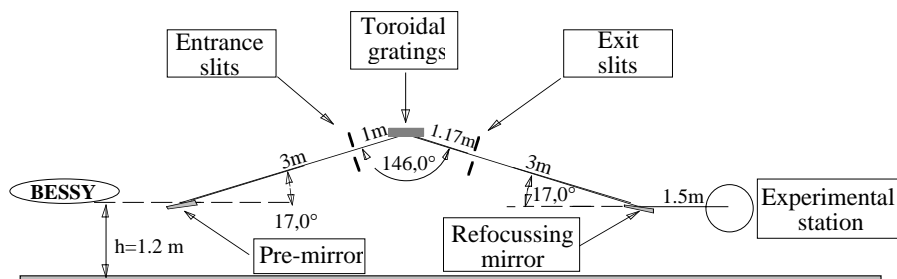 Toroidal
gratings
Entrance
slits
Exit
slits
1m
1.17m
3m
146,0°
3m
BESSY
17,0°
17,0°
1.5m
Experimental
station
h=1.2 m
Pre-mirror
Refocussing
mirror